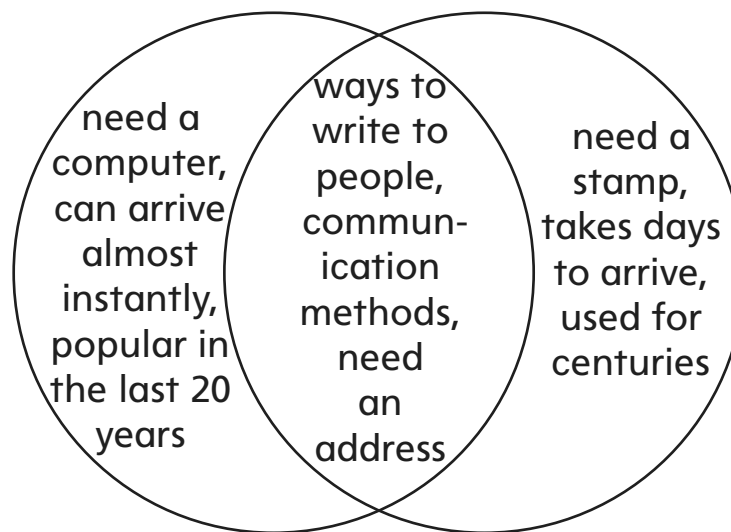 need a
computer,
can arrive
almost
instantly,
popular in
the last 20
years
ways to
write to
people,
commun-
ication
methods,
need
an
address
need a
stamp,
takes days
to arrive,
used for
centuries